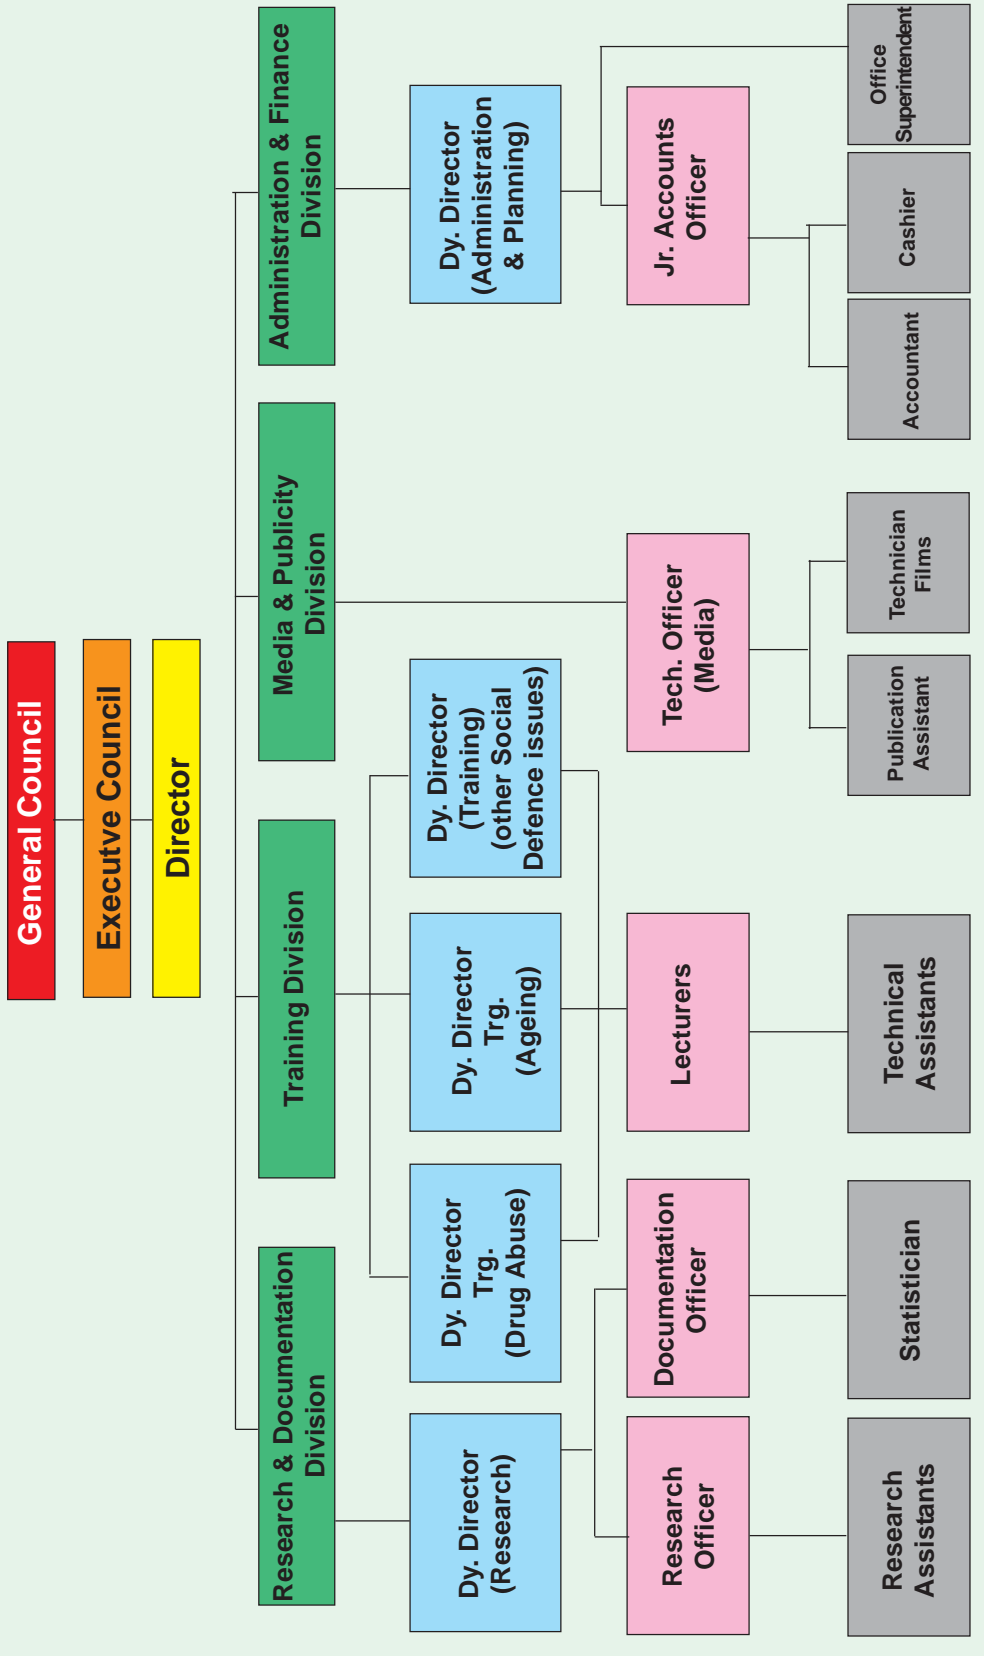 General Council
Executve Council
Director
Research & Documentation
Division
Training Division
Media & Publicity
Division
Administration & Finance
Division
Dy. Director
(Research)
Dy. Director
Trg.
(Drug Abuse)
Dy. Director
Trg.
(Ageing)
Dy. Director
(Training)
(other Social
Defence issues)
Dy. Director
(Administration
& Planning)
Research
Officer
Documentation
Officer
Lecturers
Tech. Officer
(Media)
Jr. Accounts
Officer
Research
Assistants
Statistician
Technical
Assistants
Publication
Assistant
Technician
Films
Accountant
Cashier
Office
Superintendent